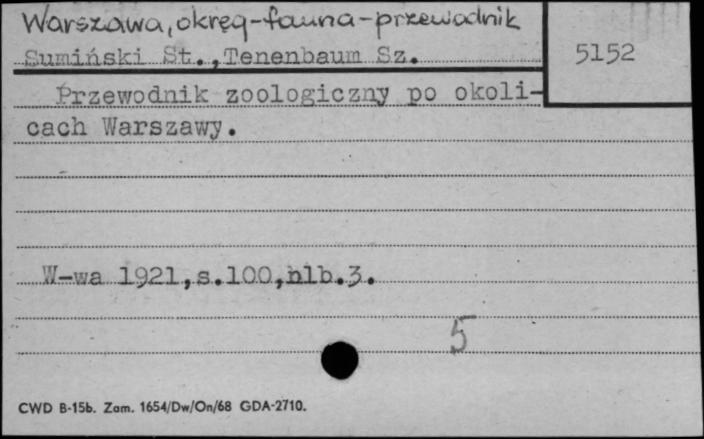 Warszawa, okręg-fauna-przewodnik
Sumiński St., Tenenbaum Sz.
5152
Przewodnik zoologiczny po okoli-
cach Warszawy.
W-wa 1921,s.100,nlb.3.
5
CWD B-15b. Zam. 1654/Dw/On/68 GDA-2710.